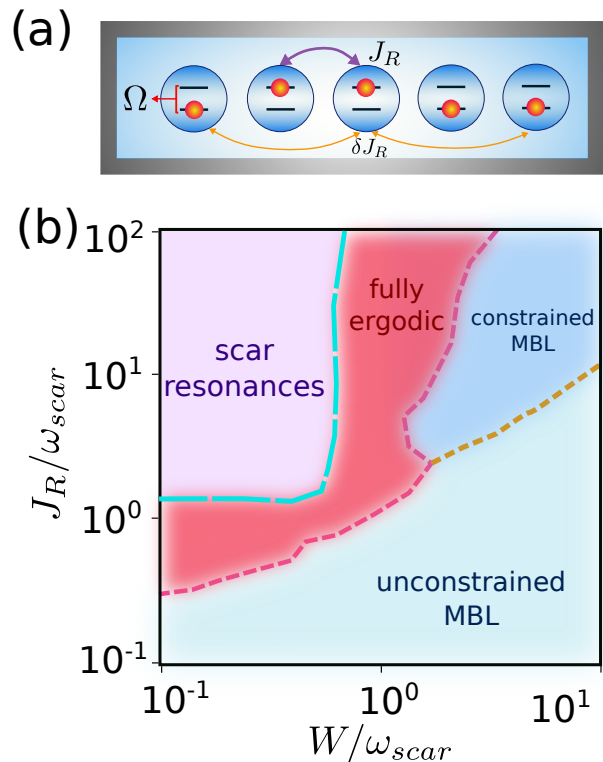 (a)
J_R
Ω
δJ_R
(b)
10^2
10^1
10^0
10^-1
J_R/ω_scar
scar
resonances
fully
ergodic
constrained
MBL
unconstrained
MBL
10^-1
10^0
10^1
W/ω_scar